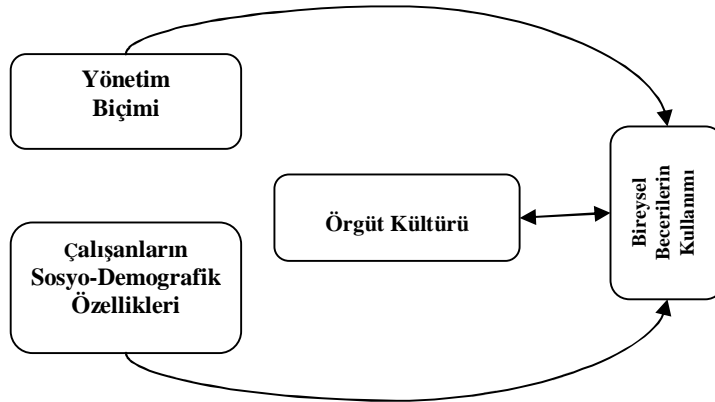 Yönetim
Biçimi
Çalışanların
Sosyo-Demografik
Özellikleri
Örgüt Kültürü
Bireysel
Becerilerin
Kullanımı